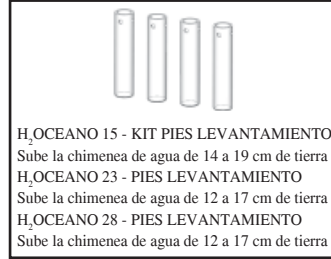 H₂OCEANO 15 - KIT PIES LEVANTAMIENTO
Sube la chimenea de agua de 14 a 19 cm de tierra
H₂OCEANO 23 - PIES LEVANTAMIENTO
Sube la chimenea de agua de 12 a 17 cm de tierra
H₂OCEANO 28 - PIES LEVANTAMIENTO
Sube la chimenea de agua de 12 a 17 cm de tierra